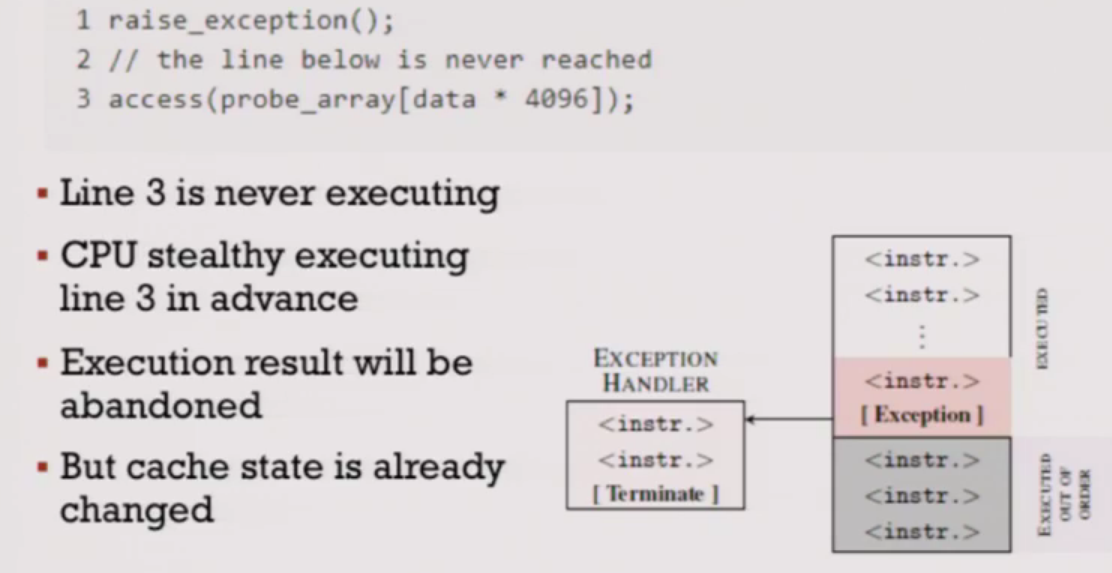 1 raise_exception();
2 // the line below is never reached
3 access(probe_array[data * 4096]);
▪ Line 3 is never executing
▪ CPU stealthy executing
line 3 in advance
▪ Execution result will be
abandoned
▪ But cache state is already
changed
EXCEPTION
HANDLER
<instr.>
<instr.>
[ Terminate ]
<instr.>
<instr.>
⋮
<instr.>
[ Exception ]
<instr.>
<instr.>
<instr.>
EXECUTED
EXECUTED
OUT OF
ORDER